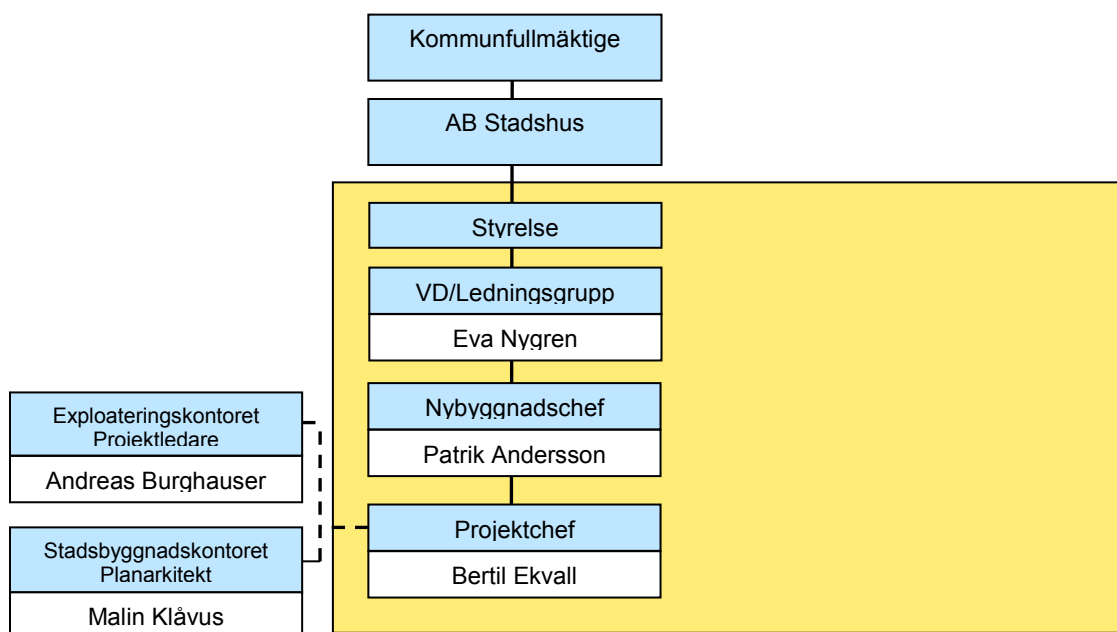 Kommunfullmäktige
AB Stadshus
Styrelse
VD/Ledningsgrupp
Eva Nygren
Nybyggnadschef
Patrik Andersson
Exploateringskontoret
Projektledare
Andreas Burghauser
Projektchef
Bertil Ekvall
Stadsbyggnadskontoret
Planarkitekt
Malin Klåvus